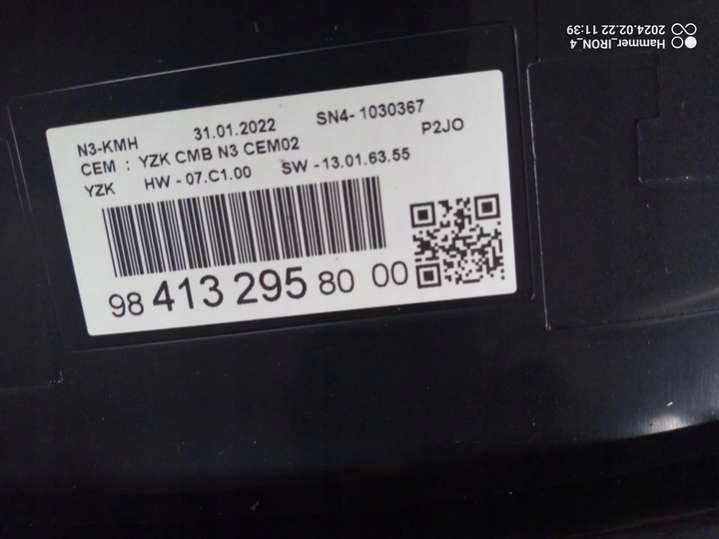 N3-KMH 31.01.2022 SN4- 1030367
CEM : YZK CMB N3 CEM02 P2JO
YZK HW - 07.C1.00 SW - 13.01.63.55
98 413 295 80 00
Hammer_IRON_4
2024.02.22 11:39